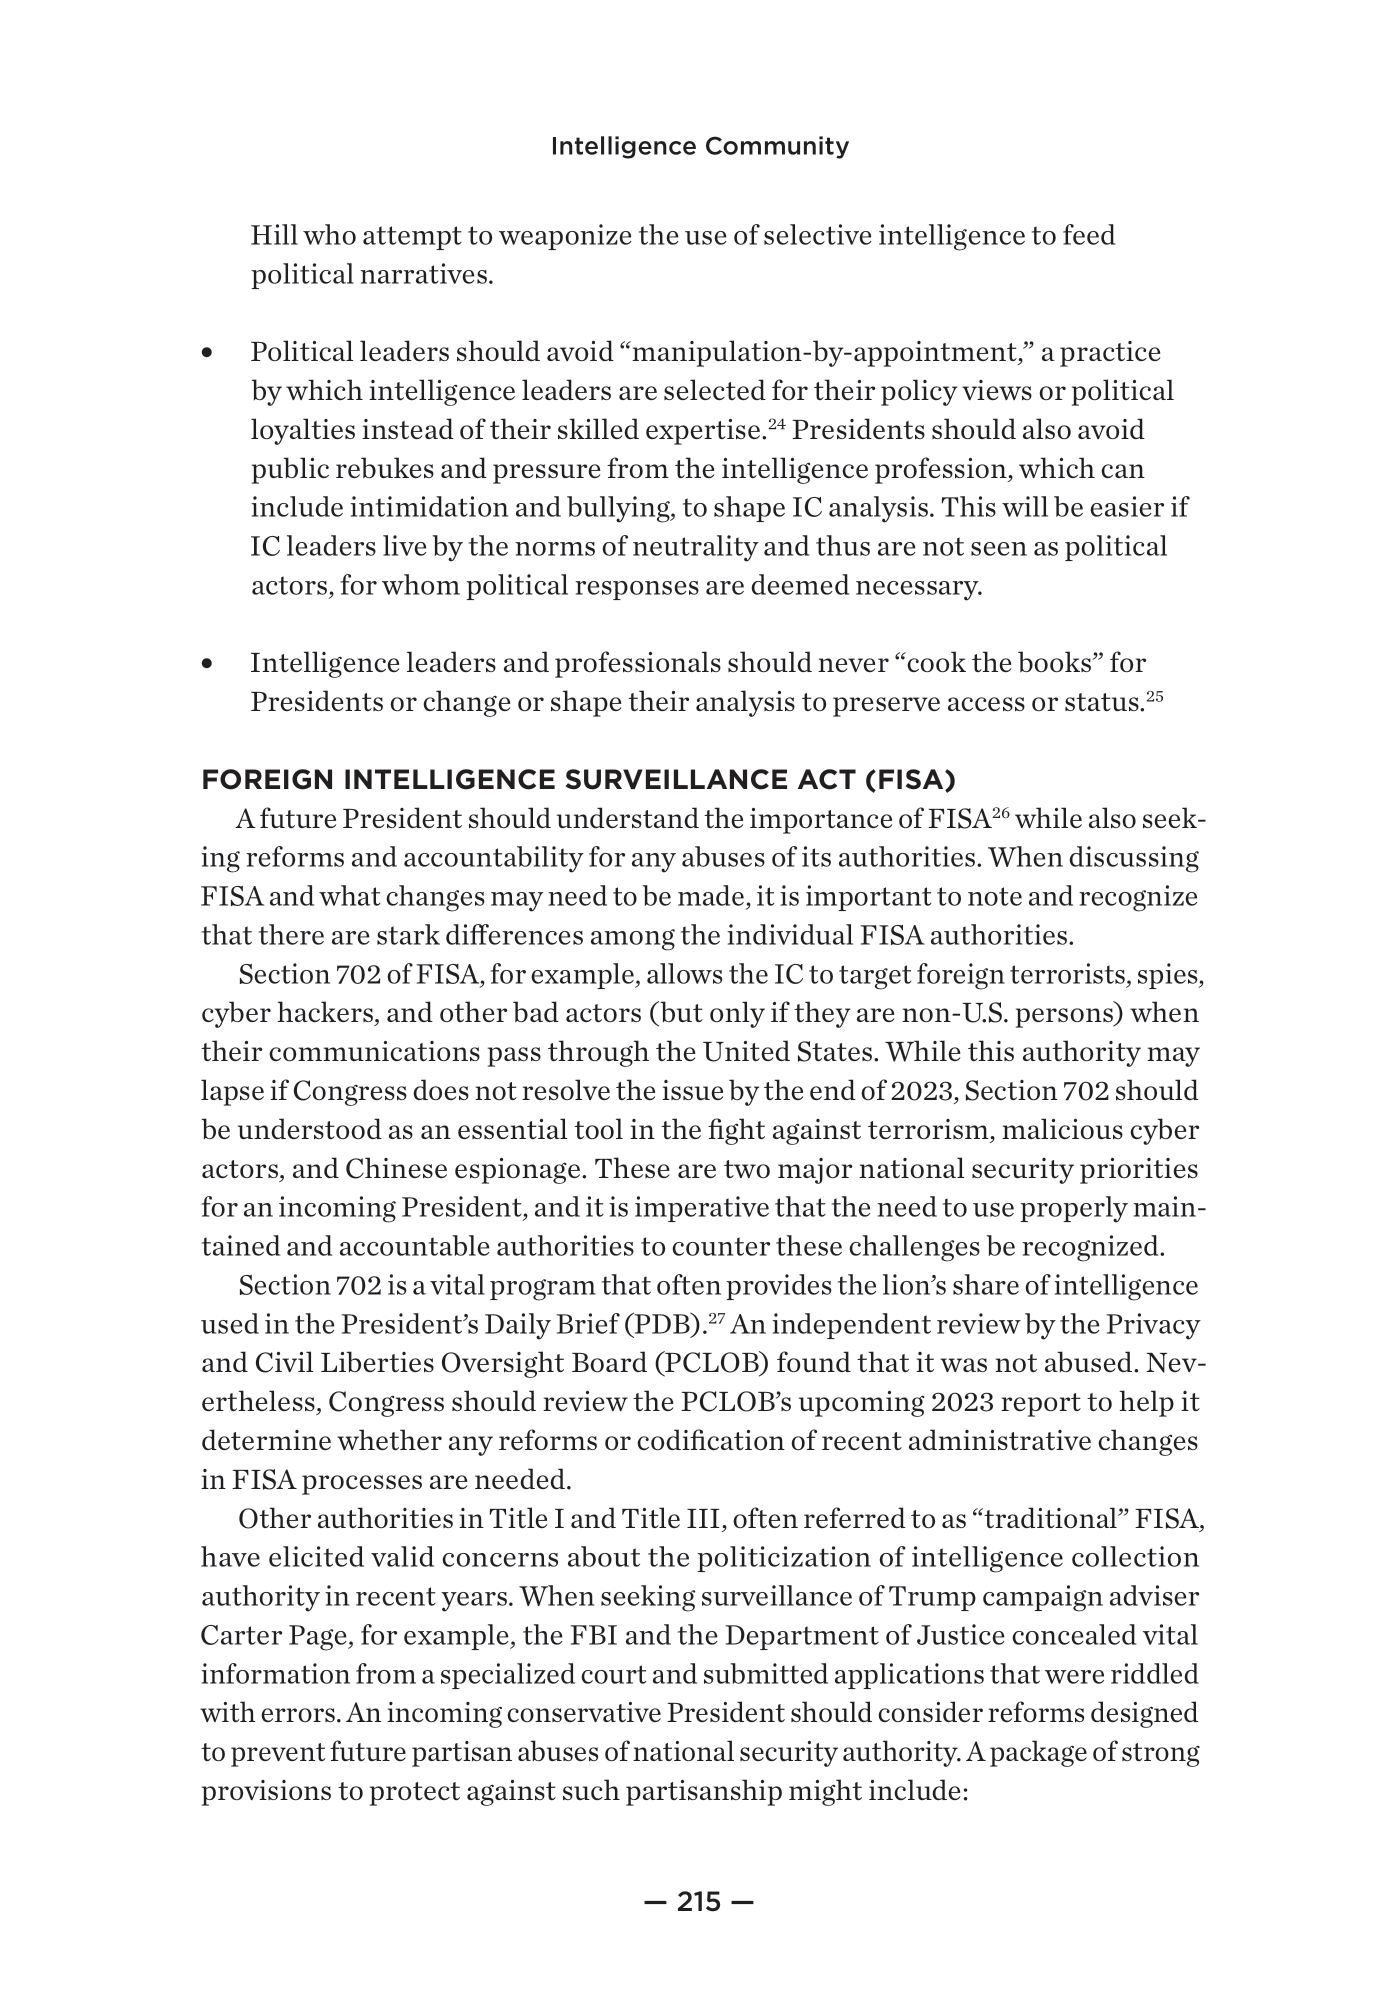 Intelligence Community
Hill who attempt to weaponize the use of selective intelligence to feed
political narratives.
• Political leaders should avoid “manipulation-by-appointment,” a practice
by which intelligence leaders are selected for their policy views or political
loyalties instead of their skilled expertise.24 Presidents should also avoid
public rebukes and pressure from the intelligence profession, which can
include intimidation and bullying, to shape IC analysis. This will be easier if
IC leaders live by the norms of neutrality and thus are not seen as political
actors, for whom political responses are deemed necessary.
• Intelligence leaders and professionals should never “cook the books” for
Presidents or change or shape their analysis to preserve access or status.25
FOREIGN INTELLIGENCE SURVEILLANCE ACT (FISA)
A future President should understand the importance of FISA26 while also seek-
ing reforms and accountability for any abuses of its authorities. When discussing
FISA and what changes may need to be made, it is important to note and recognize
that there are stark differences among the individual FISA authorities.
Section 702 of FISA, for example, allows the IC to target foreign terrorists, spies,
cyber hackers, and other bad actors (but only if they are non-U.S. persons) when
their communications pass through the United States. While this authority may
lapse if Congress does not resolve the issue by the end of 2023, Section 702 should
be understood as an essential tool in the fight against terrorism, malicious cyber
actors, and Chinese espionage. These are two major national security priorities
for an incoming President, and it is imperative that the need to use properly main-
tained and accountable authorities to counter these challenges be recognized.
Section 702 is a vital program that often provides the lion’s share of intelligence
used in the President’s Daily Brief (PDB).27 An independent review by the Privacy
and Civil Liberties Oversight Board (PCLOB) found that it was not abused. Nev-
ertheless, Congress should review the PCLOB’s upcoming 2023 report to help it
determine whether any reforms or codification of recent administrative changes
in FISA processes are needed.
Other authorities in Title I and Title III, often referred to as “traditional” FISA,
have elicited valid concerns about the politicization of intelligence collection
authority in recent years. When seeking surveillance of Trump campaign adviser
Carter Page, for example, the FBI and the Department of Justice concealed vital
information from a specialized court and submitted applications that were riddled
with errors. An incoming conservative President should consider reforms designed
to prevent future partisan abuses of national security authority. A package of strong
provisions to protect against such partisanship might include:
— 215 —